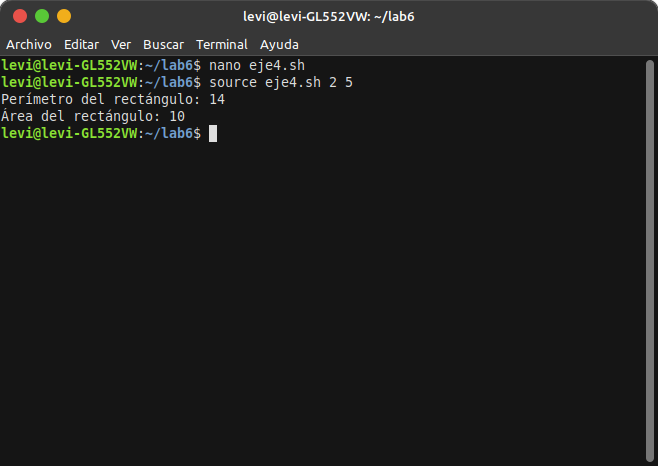 levi@levi-GL552VW: ~/lab6
Archivo Editar Ver Buscar Terminal Ayuda
levi@levi-GL552VW:~/lab6$ nano eje4.sh
levi@levi-GL552VW:~/lab6$ source eje4.sh 2 5
Perímetro del rectángulo: 14
Área del rectángulo: 10
levi@levi-GL552VW:~/lab6$